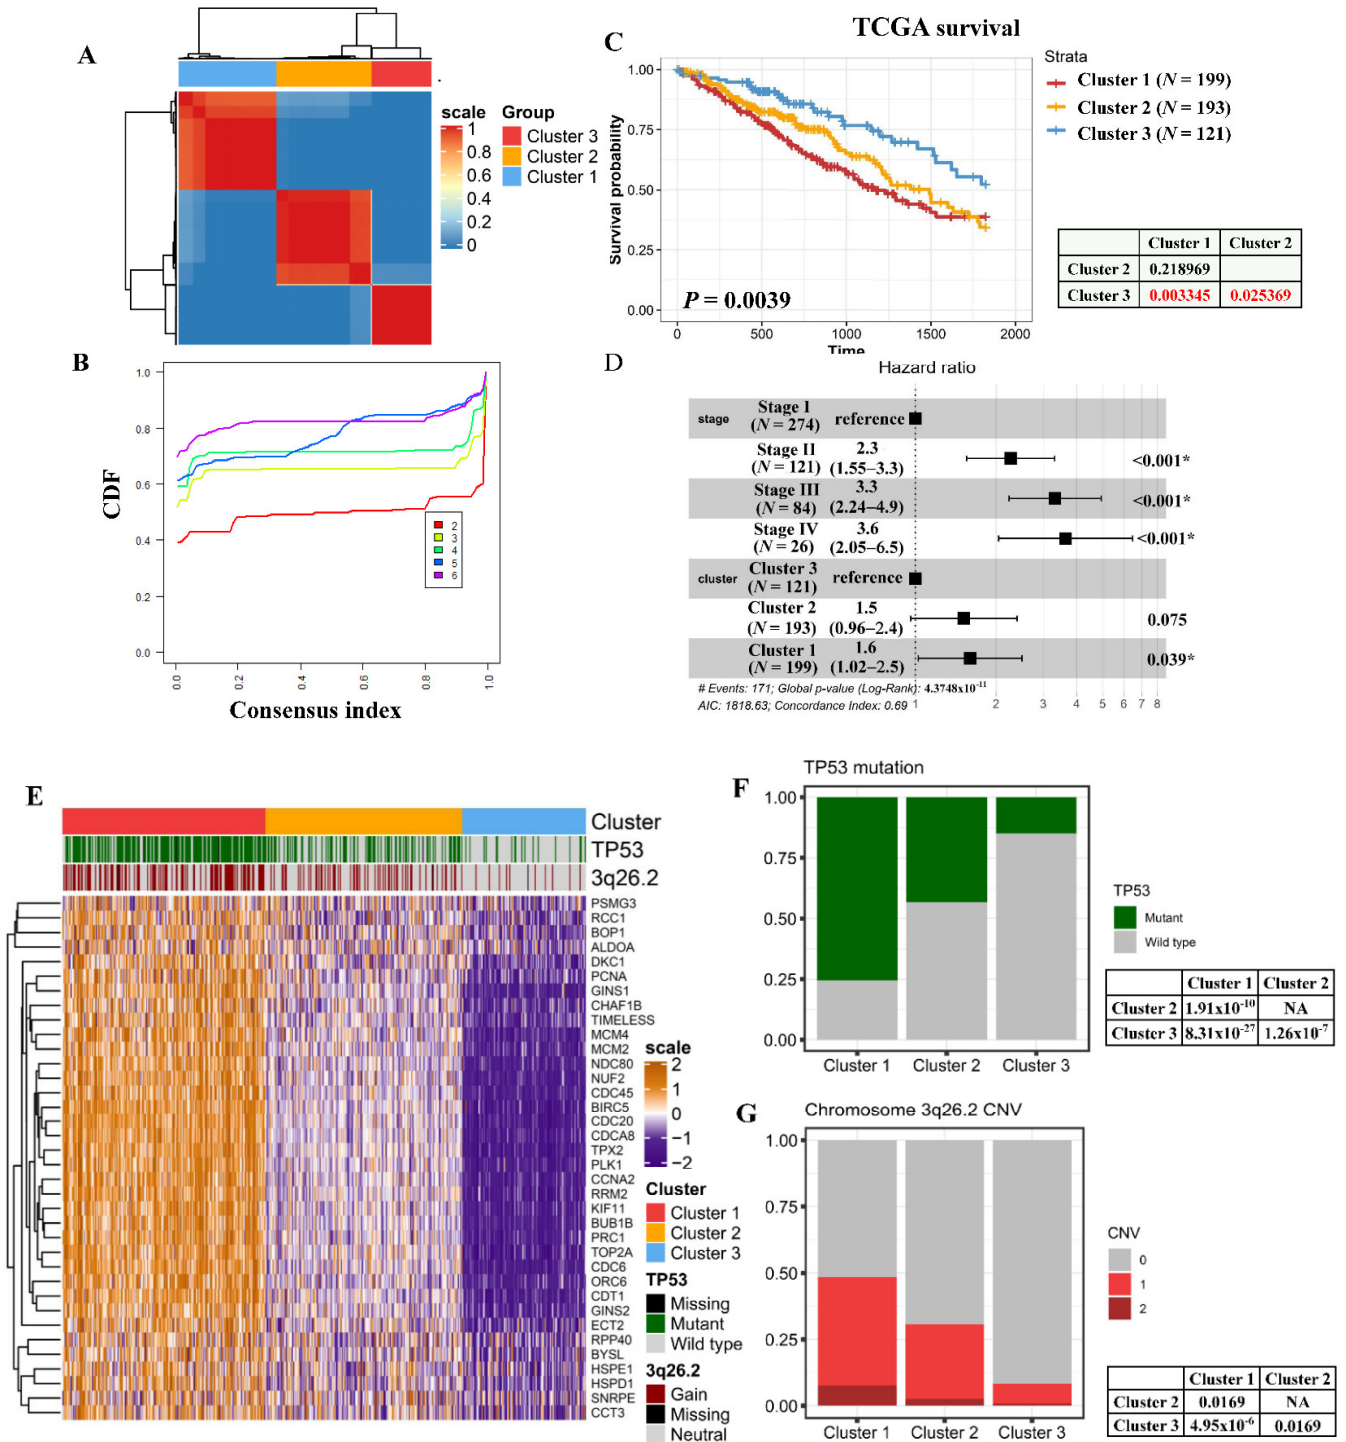 A
scale
1
0.8
0.6
0.4
0.2
0
Group
Cluster 3
Cluster 2
Cluster 1
B
CDF
1.0
0.8
0.6
0.4
0.2
0.0
2
3
4
5
6
0.0 0.2 0.4 0.6 0.8 1.0
Consensus index
C
TCGA survival
Survival probability
1.00
0.75
0.50
0.25
0.00
P = 0.0039
0 500 1000 1500 2000
Time
Strata
Cluster 1 (N = 199)
Cluster 2 (N = 193)
Cluster 3 (N = 121)
Cluster 1 Cluster 2
Cluster 2 0.218969
Cluster 3 0.003345 0.025369
D
Hazard ratio
stage Stage I (N = 274) reference
Stage II (N = 121) 2.3 (1.55–3.3) <0.001*
Stage III (N = 84) 3.3 (2.24–4.9) <0.001*
Stage IV (N = 26) 3.6 (2.05–6.5) <0.001*
cluster Cluster 3 (N = 121) reference
Cluster 2 (N = 193) 1.5 (0.96–2.4) 0.075
Cluster 1 (N = 199) 1.6 (1.02–2.5) 0.039*
# Events: 171; Global p-value (Log-Rank): 4.3748x10⁻¹¹
AIC: 1818.63; Concordance Index: 0.69
1 2 3 4 5 6 7 8
E
Cluster
TP53
3q26.2
PSMG3
RCC1
BOP1
ALDOA
DKC1
PCNA
GINS1
CHAF1B
TIMELESS
MCM4
MCM2
NDC80
NUF2
CDC45
BIRC5
CDC20
CDCA8
TPX2
PLK1
CCNA2
RRM2
KIF11
BUB1B
PRC1
TOP2A
CDC6
ORC6
CDT1
GINS2
ECT2
RPP40
BYSL
HSPE1
HSPD1
SNRPE
CCT3
scale
2
1
0
−1
−2
Cluster
Cluster 1
Cluster 2
Cluster 3
TP53
Missing
Mutant
Wild type
3q26.2
Gain
Missing
Neutral
F
TP53 mutation
1.00
0.75
0.50
0.25
0.00
Cluster 1 Cluster 2 Cluster 3
TP53
Mutant
Wild type
Cluster 1 Cluster 2
Cluster 2 1.91x10⁻¹⁰ NA
Cluster 3 8.31x10⁻²⁷ 1.26x10⁻⁷
G
Chromosome 3q26.2 CNV
1.00
0.75
0.50
0.25
0.00
Cluster 1 Cluster 2 Cluster 3
CNV
0
1
2
Cluster 1 Cluster 2
Cluster 2 0.0169 NA
Cluster 3 4.95x10⁻⁶ 0.0169